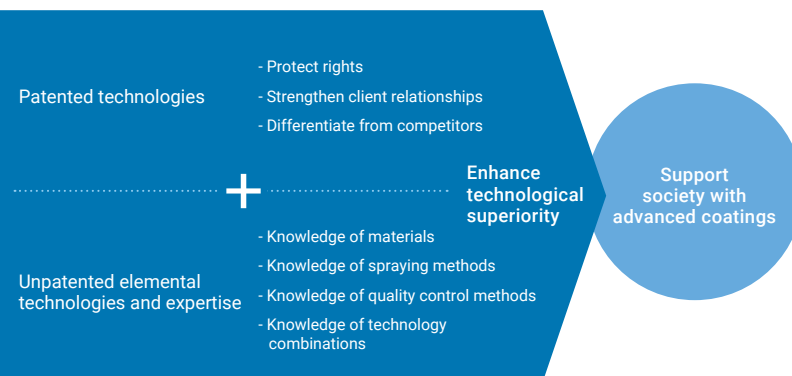 Patented technologies
- Protect rights
- Strengthen client relationships
- Differentiate from competitors
+
Enhance
technological
superiority
Unpatented elemental
technologies and expertise
- Knowledge of materials
- Knowledge of spraying methods
- Knowledge of quality control methods
- Knowledge of technology
combinations
Support
society with
advanced coatings